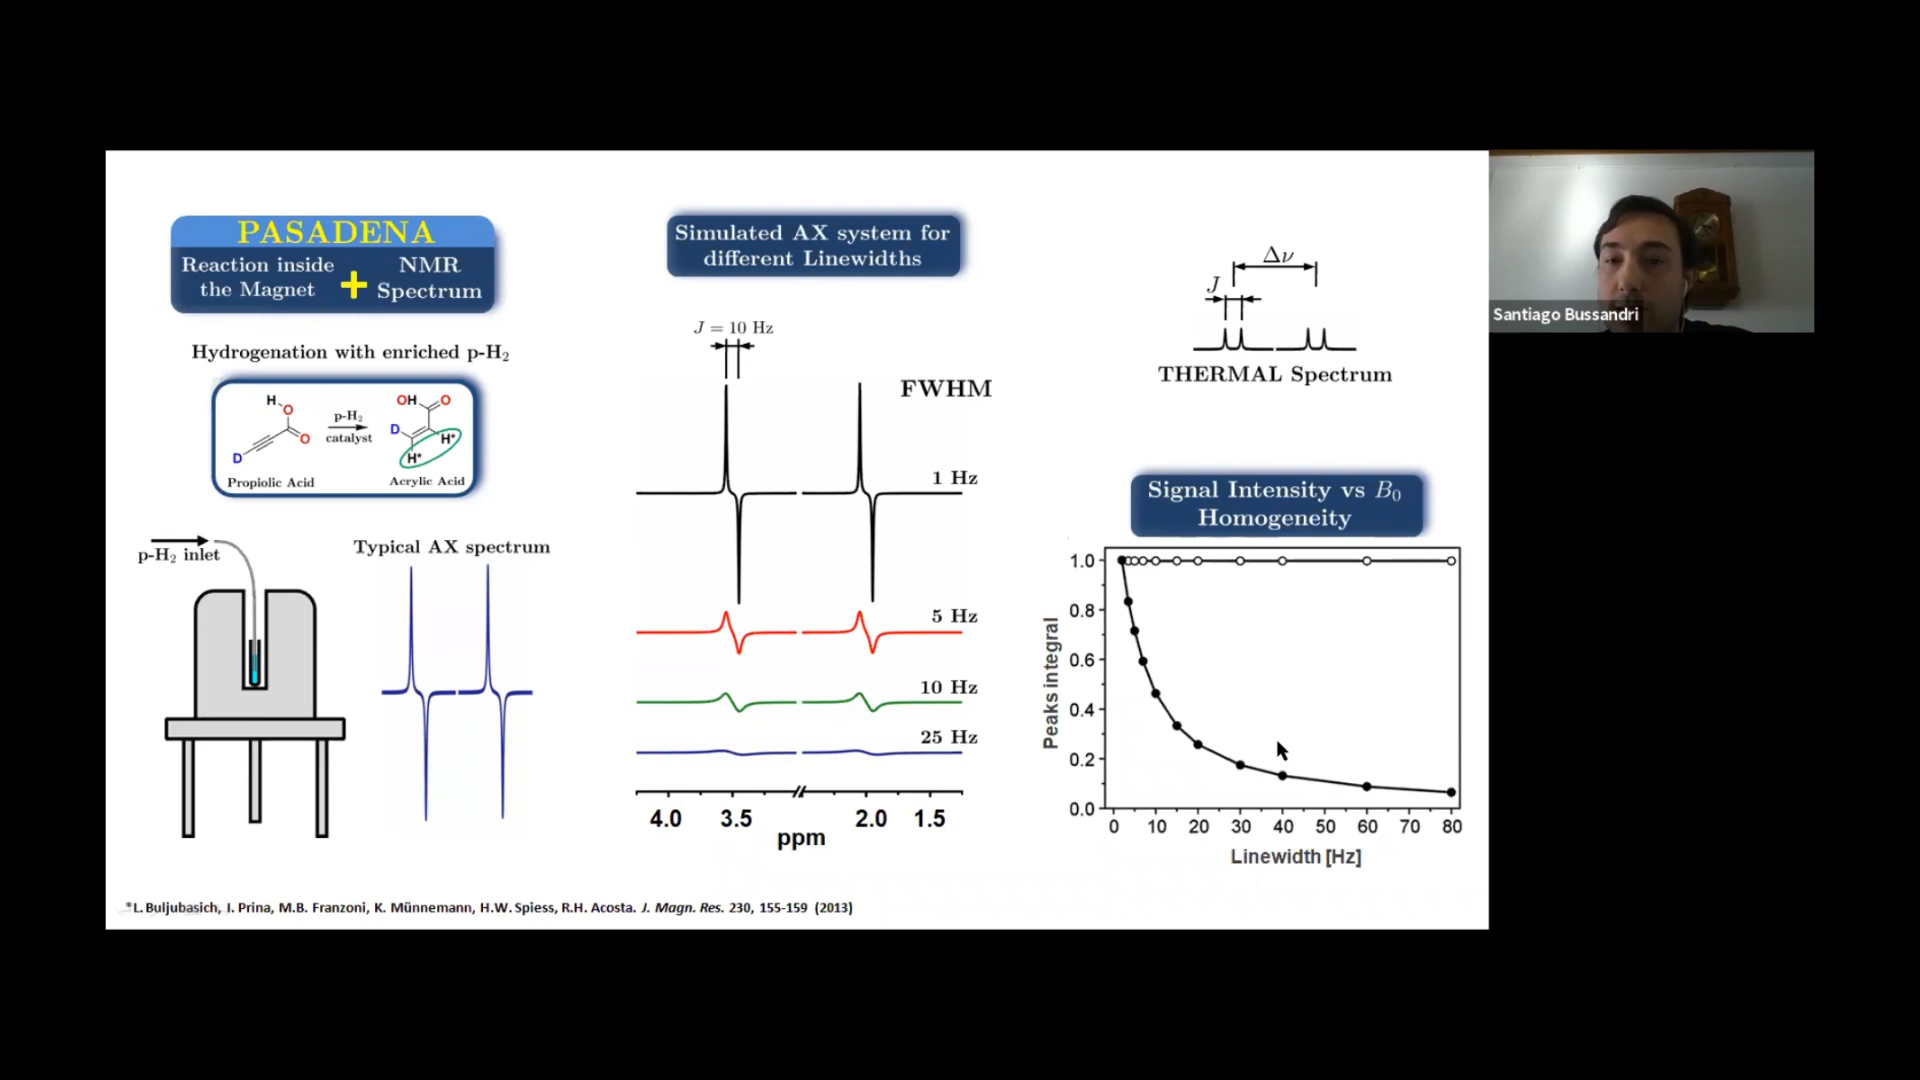 PASADENA
Reaction inside
the Magnet
+
NMR
Spectrum
Hydrogenation with enriched p-H₂
H
O
O
D
Propiolic Acid
p-H₂
catalyst
OH
O
D
H*
H*
Acrylic Acid
p-H₂ inlet
Typical AX spectrum
Simulated AX system for
different Linewidths
J = 10 Hz
FWHM
1 Hz
5 Hz
10 Hz
25 Hz
4.0 3.5 2.0 1.5
ppm
Δν
J
THERMAL Spectrum
Signal Intensity vs B₀
Homogeneity
Peaks integral
1.0
0.8
0.6
0.4
0.2
0.0
0 10 20 30 40 50 60 70 80
Linewidth [Hz]
*L. Buljubasich, I. Prina, M.B. Franzoni, K. Münnemann, H.W. Spiess, R.H. Acosta. J. Magn. Res. 230, 155-159 (2013)
Santiago Bussandri